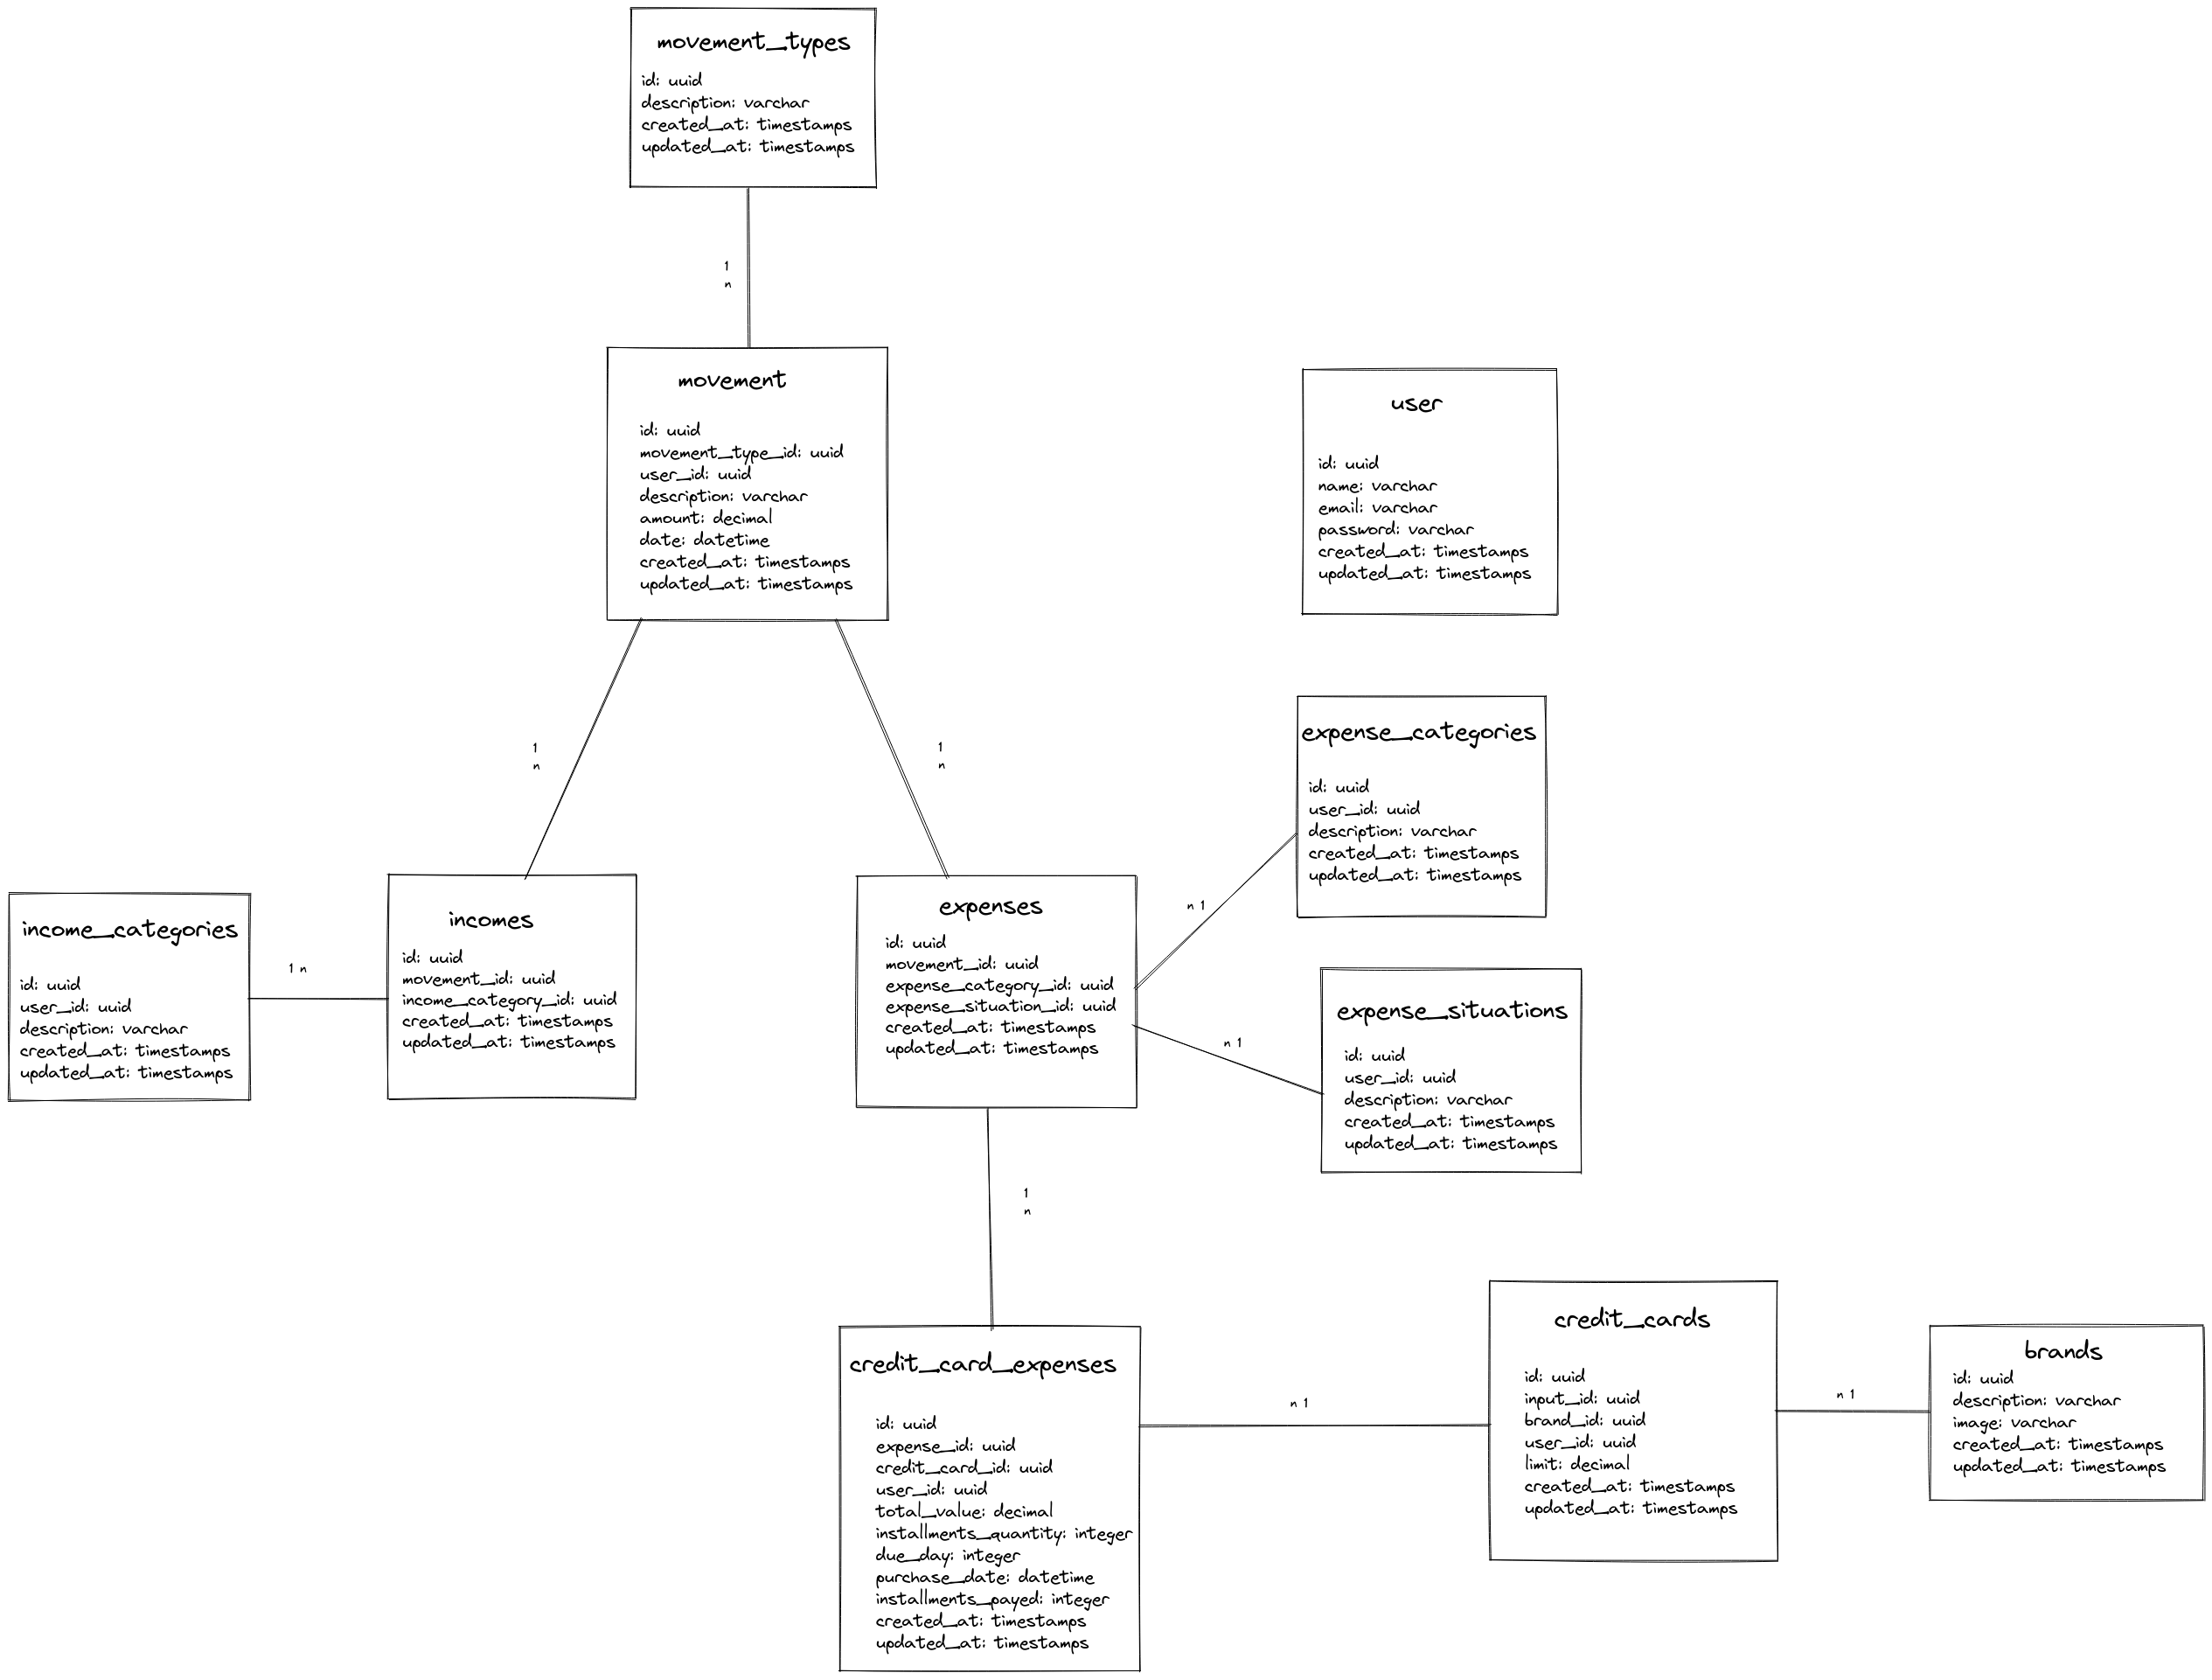 movement_types
id: uuid
description: varchar
created_at: timestamps
updated_at: timestamps
1
n
movement
id: uuid
movement_type_id: uuid
user_id: uuid
description: varchar
amount: decimal
date: datetime
created_at: timestamps
updated_at: timestamps
user
id: uuid
name: varchar
email: varchar
password: varchar
created_at: timestamps
updated_at: timestamps
1
n
1
n
expense_categories
id: uuid
user_id: uuid
description: varchar
created_at: timestamps
updated_at: timestamps
income_categories
id: uuid
user_id: uuid
description: varchar
created_at: timestamps
updated_at: timestamps
1 n
incomes
id: uuid
movement_id: uuid
income_category_id: uuid
created_at: timestamps
updated_at: timestamps
expenses
id: uuid
movement_id: uuid
expense_category_id: uuid
expense_situation_id: uuid
created_at: timestamps
updated_at: timestamps
n 1
n 1
expense_situations
id: uuid
user_id: uuid
description: varchar
created_at: timestamps
updated_at: timestamps
1
n
credit_card_expenses
id: uuid
expense_id: uuid
credit_card_id: uuid
user_id: uuid
total_value: decimal
installments_quantity: integer
due_day: integer
purchase_date: datetime
installments_payed: integer
created_at: timestamps
updated_at: timestamps
n 1
credit_cards
id: uuid
input_id: uuid
brand_id: uuid
user_id: uuid
limit: decimal
created_at: timestamps
updated_at: timestamps
n 1
brands
id: uuid
description: varchar
image: varchar
created_at: timestamps
updated_at: timestamps